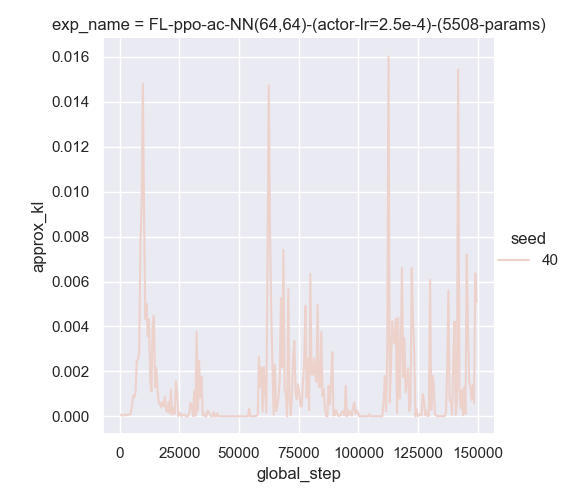 exp_name = FL-ppo-ac-NN(64,64)-(actor-lr=2.5e-4)-(5508-params)
0.016
0.014
0.012
0.010
0.008
0.006
0.004
0.002
0.000
approx_kl
seed
40
0 25000 50000 75000 100000 125000 150000
global_step